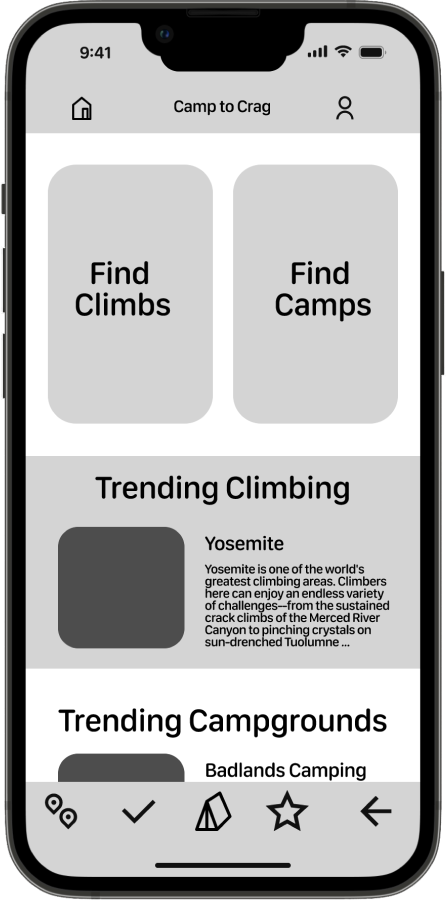 9:41
Camp to Crag
Find
Climbs
Find
Camps
Trending Climbing
Yosemite
Yosemite is one of the world's
greatest climbing areas. Climbers
here can enjoy an endless variety
of challenges--from the sustained
crack climbs of the Merced River
Canyon to pinching crystals on
sun-drenched Tuolumne ...
Trending Campgrounds
Badlands Camping